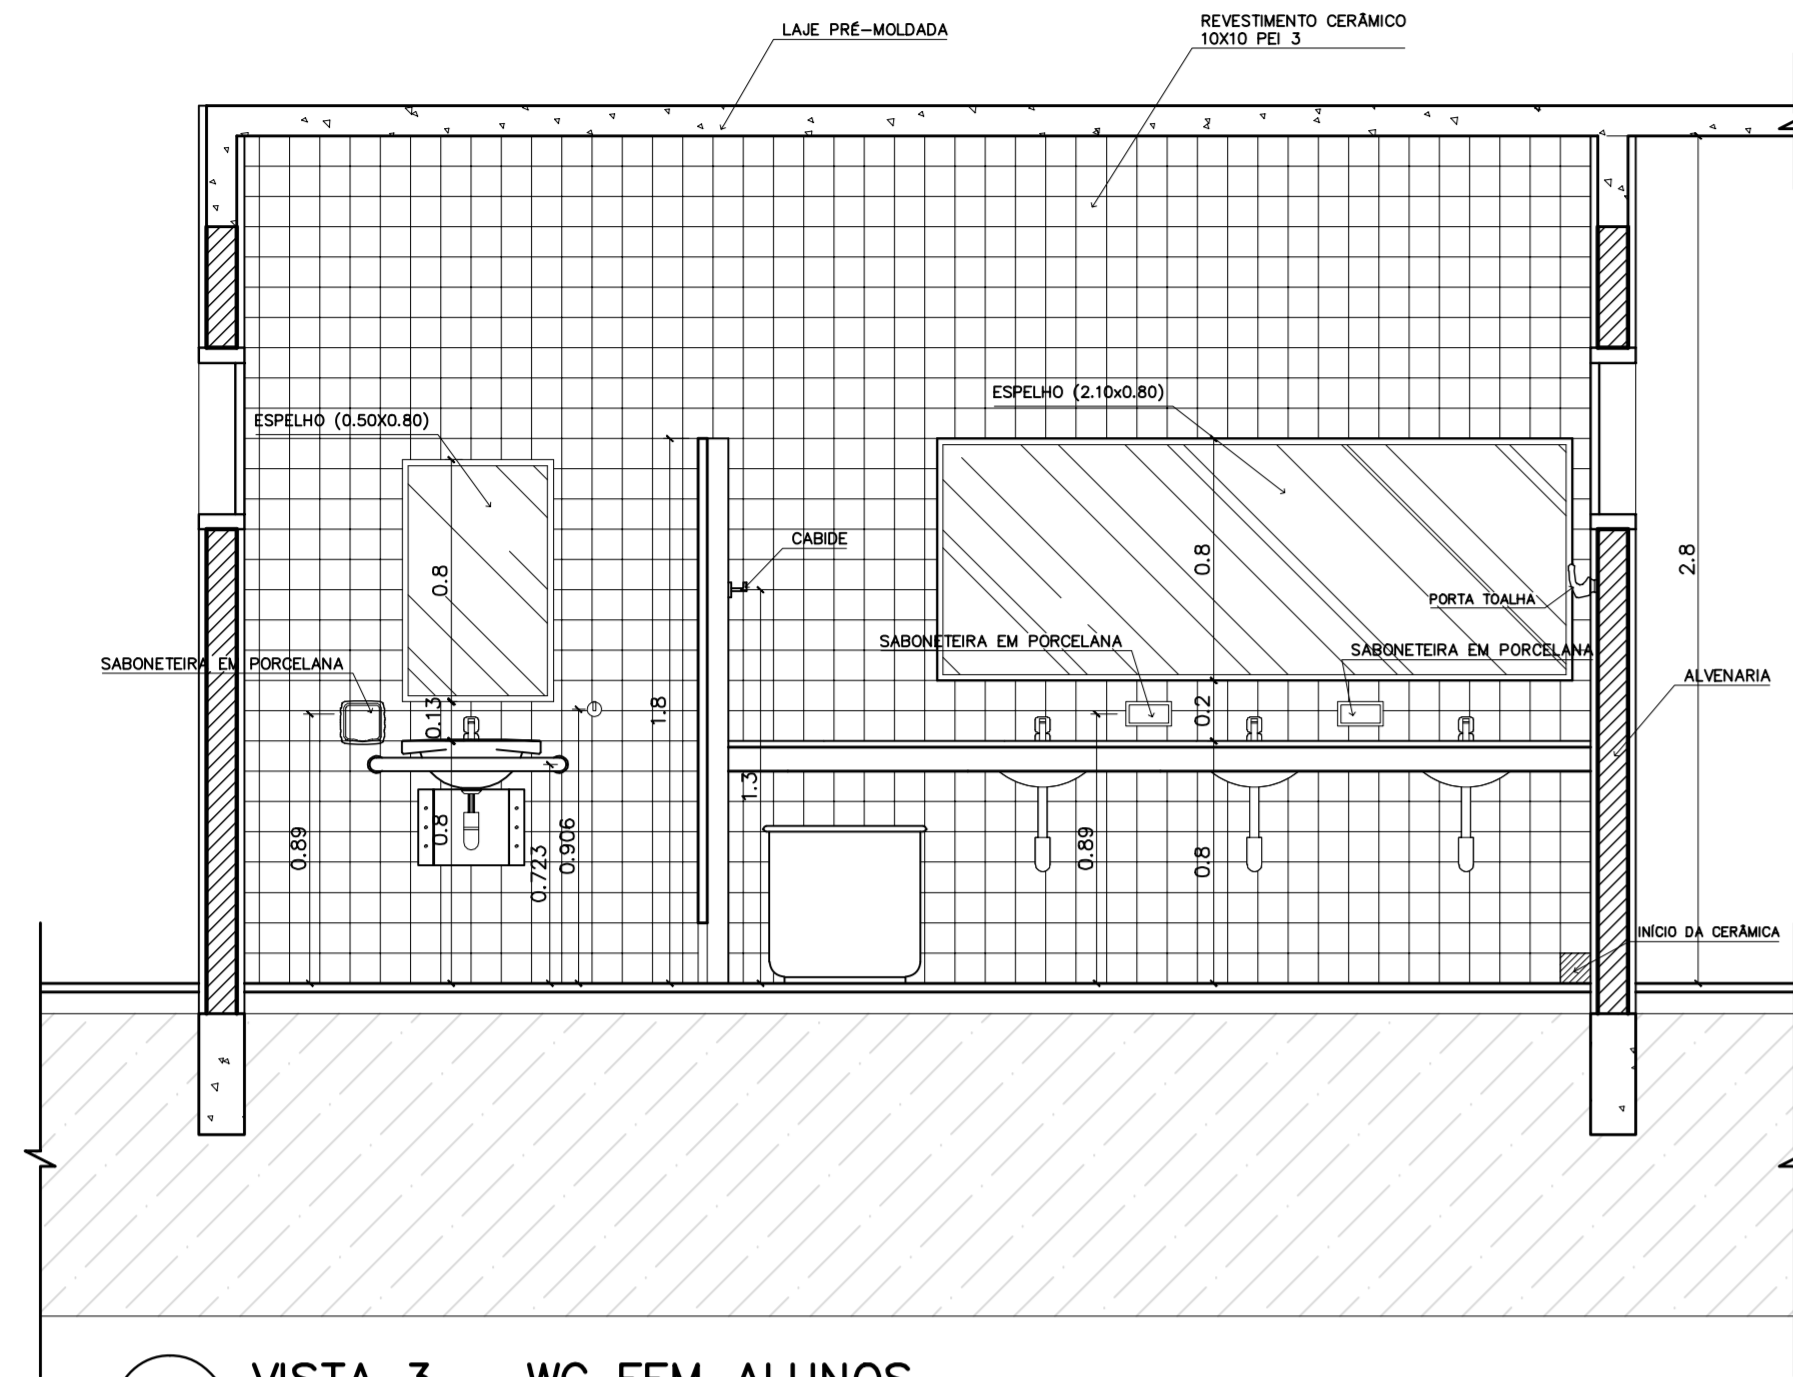 REVESTIMENTO CERÂMICO
10X10 PEI 3
LAJE PRÉ-MOLDADA
ESPELHO (2.10x0.80)
ESPELHO (0.50X0.80)
CABIDE
0.8
0.8
2.8
PORTA TOALHA
SABONETEIRA EM PORCELANA
SABONETEIRA EM PORCELANA
SABONETEIRA EM PORCELANA
ALVENARIA
0.13
1.8
0.2
1.3
0.89
0.8
0.723
0.906
0.89
0.8
INÍCIO DA CERÂMICA
VISTA 3 WC FEM ALUNOS